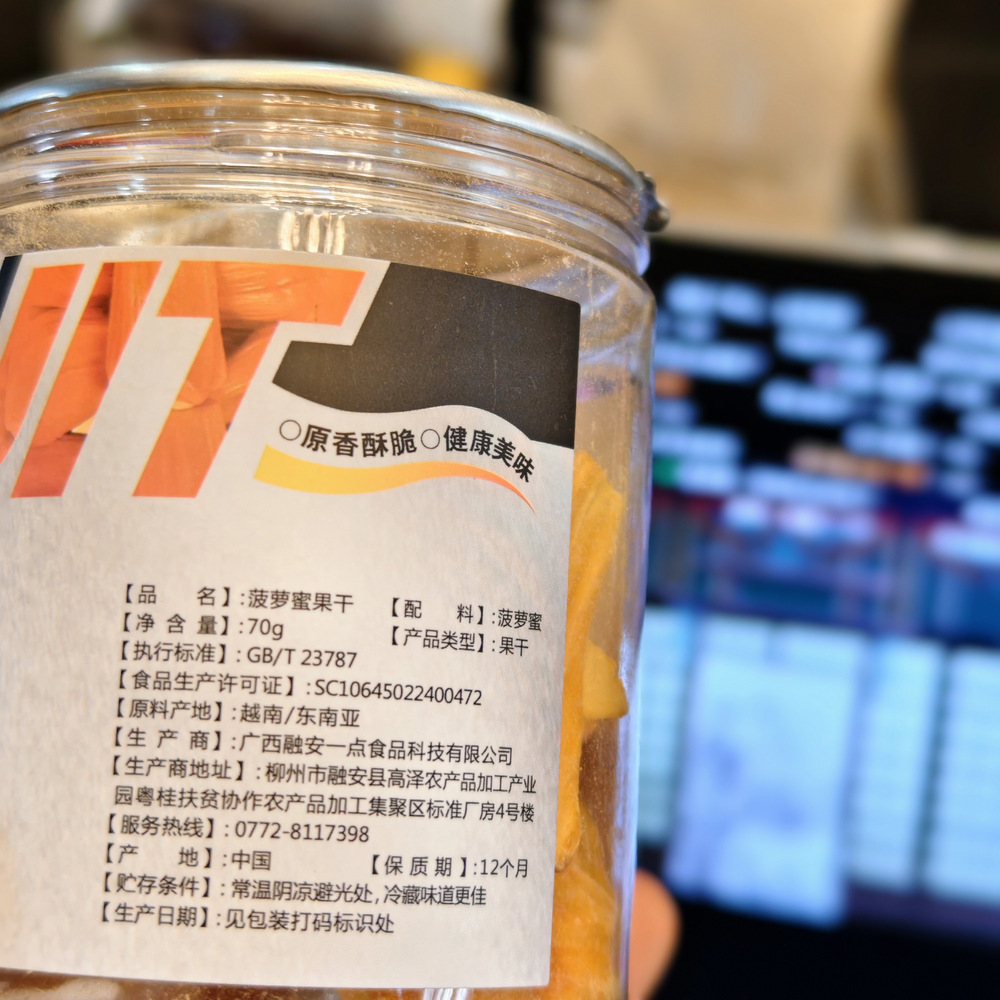 UIT
○原香酥脆○健康美味
【品 名】:菠萝蜜果干 【配 料】:菠萝蜜
【净 含 量】:70g 【产品类型】:果干
【执行标准】:GB/T 23787
【食品生产许可证】:SC10645022400472
【原料产地】:越南/东南亚
【生 产 商】:广西融安一点食品科技有限公司
【生产商地址】:柳州市融安县高泽农产品加工产业
园粤桂扶贫协作农产品加工集聚区标准厂房4号楼
【服务热线】:0772-8117398
【产 地】:中国 【保 质 期】:12个月
【贮存条件】:常温阴凉避光处,冷藏味道更佳
【生产日期】:见包装打码标识处